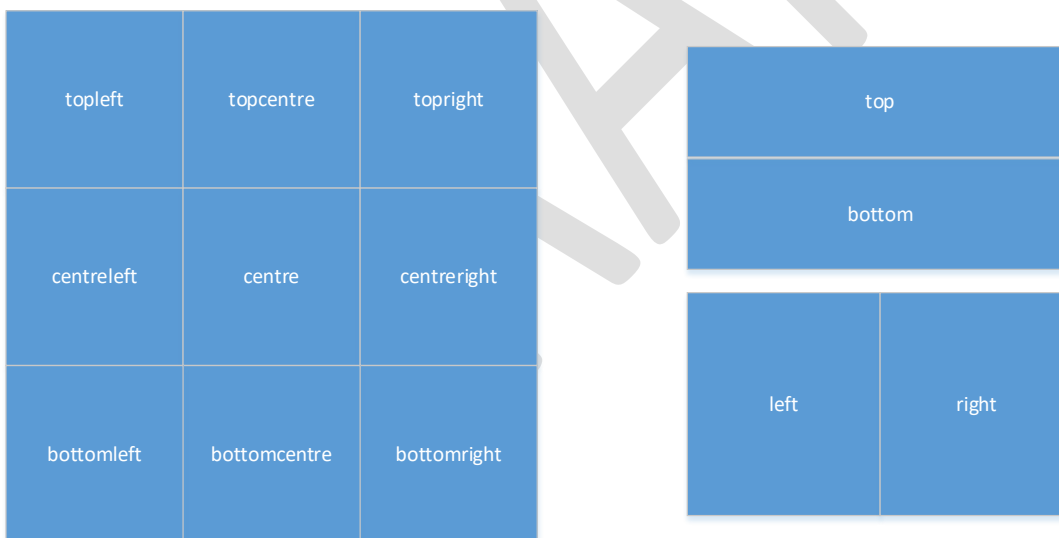 topleft topcentre topright
centreleft centre centreright
bottomleft bottomcentre bottomright
top
bottom
left right